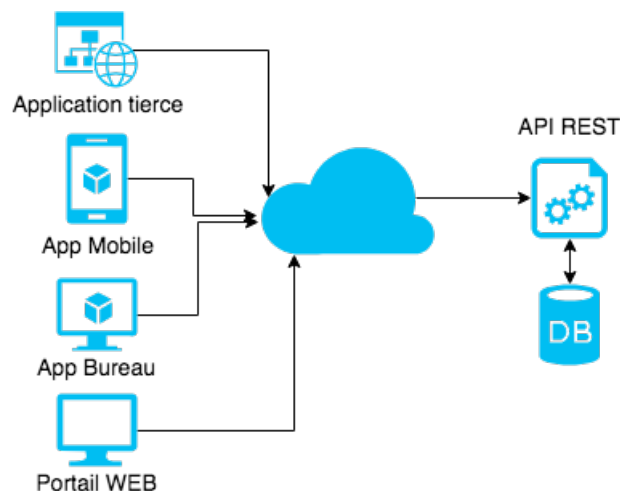 Application tierce
App Mobile
App Bureau
Portail WEB
API REST
DB